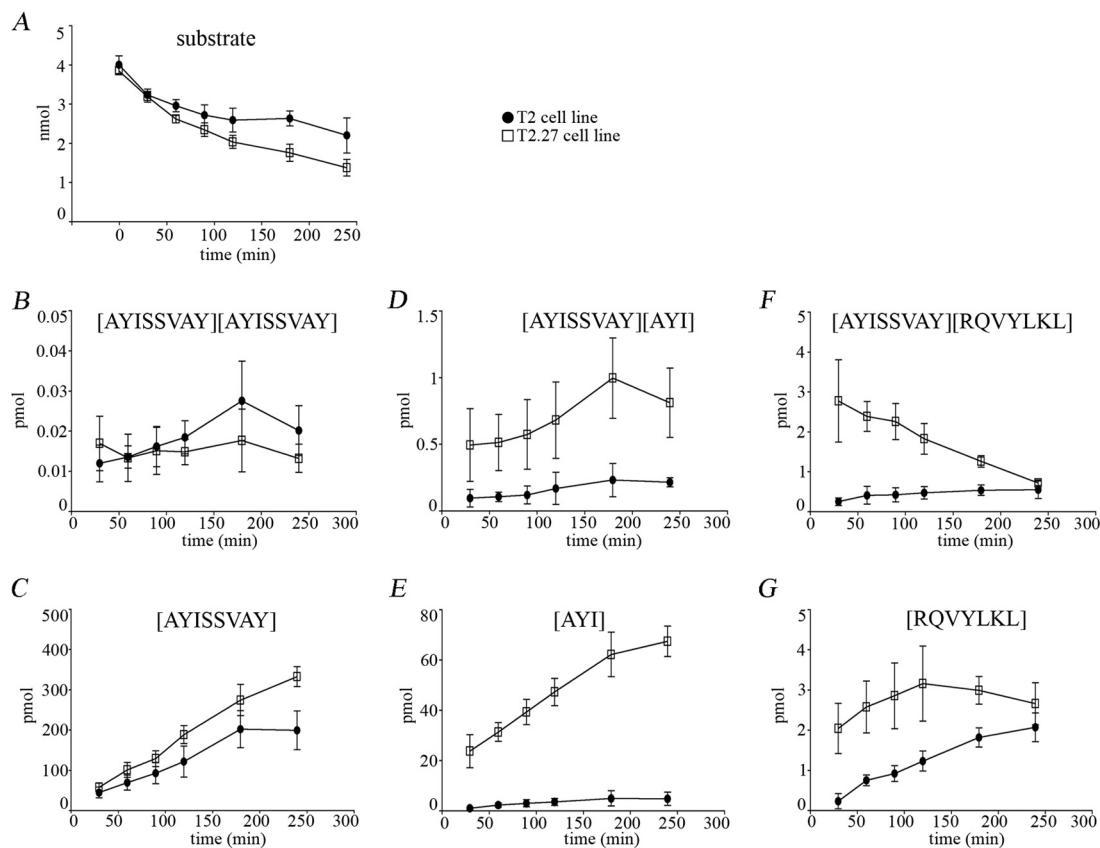 A
substrate
5
4
3
2
1
0
nmol
0 50 100 150 200 250
time (min)
T2 cell line
T2.27 cell line
B
[AYISSVAY][AYISSVAY]
0.05
0.04
0.03
0.02
0.01
0
pmol
0 50 100 150 200 250 300
time (min)
D
[AYISSVAY][AYI]
1.5
1
0.5
0
pmol
0 50 100 150 200 250 300
time (min)
F
[AYISSVAY][RQVYLKL]
5
4
3
2
1
0
pmol
0 50 100 150 200 250 300
time (min)
C
[AYISSVAY]
500
400
300
200
100
0
pmol
0 50 100 150 200 250 300
time (min)
E
[AYI]
80
60
40
20
0
pmol
0 50 100 150 200 250 300
time (min)
G
[RQVYLKL]
5
4
3
2
1
0
pmol
0 50 100 150 200 250 300
time (min)